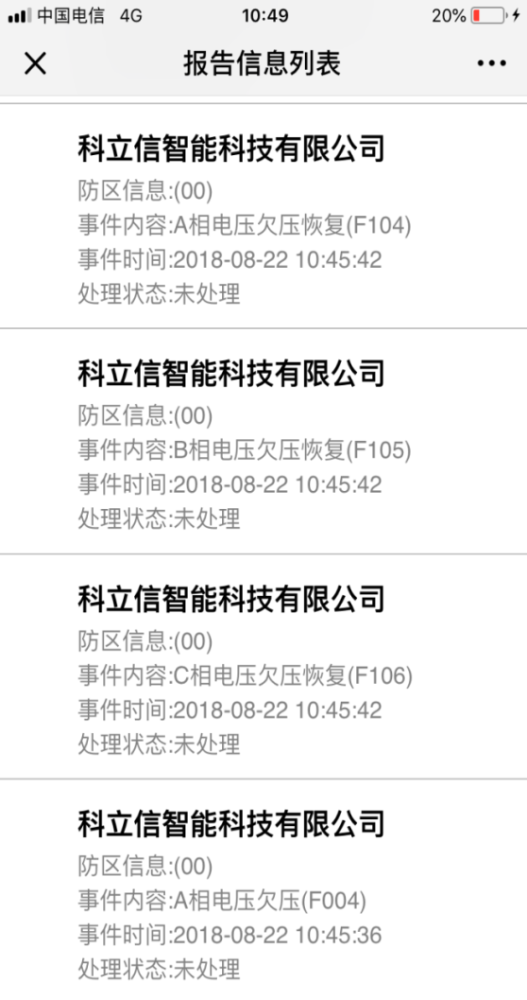 中国电信 4G 10:49 20%
报告信息列表
科立信智能科技有限公司
防区信息:(00)
事件内容:A相电压欠压恢复(F104)
事件时间:2018-08-22 10:45:42
处理状态:未处理
科立信智能科技有限公司
防区信息:(00)
事件内容:B相电压欠压恢复(F105)
事件时间:2018-08-22 10:45:42
处理状态:未处理
科立信智能科技有限公司
防区信息:(00)
事件内容:C相电压欠压恢复(F106)
事件时间:2018-08-22 10:45:42
处理状态:未处理
科立信智能科技有限公司
防区信息:(00)
事件内容:A相电压欠压(F004)
事件时间:2018-08-22 10:45:36
处理状态:未处理